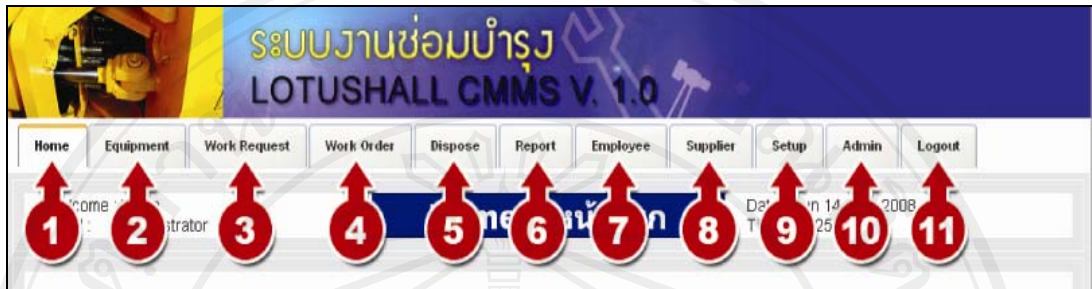 ระบบงานซ่อมบำรุง
LOTUSHALL CMMS V. 1.0
Home Equipment Work Request Work Order Dispose Report Employee Supplier Setup Admin Logout
2008
1 2 3 4 5 6 7 8 9 10 11